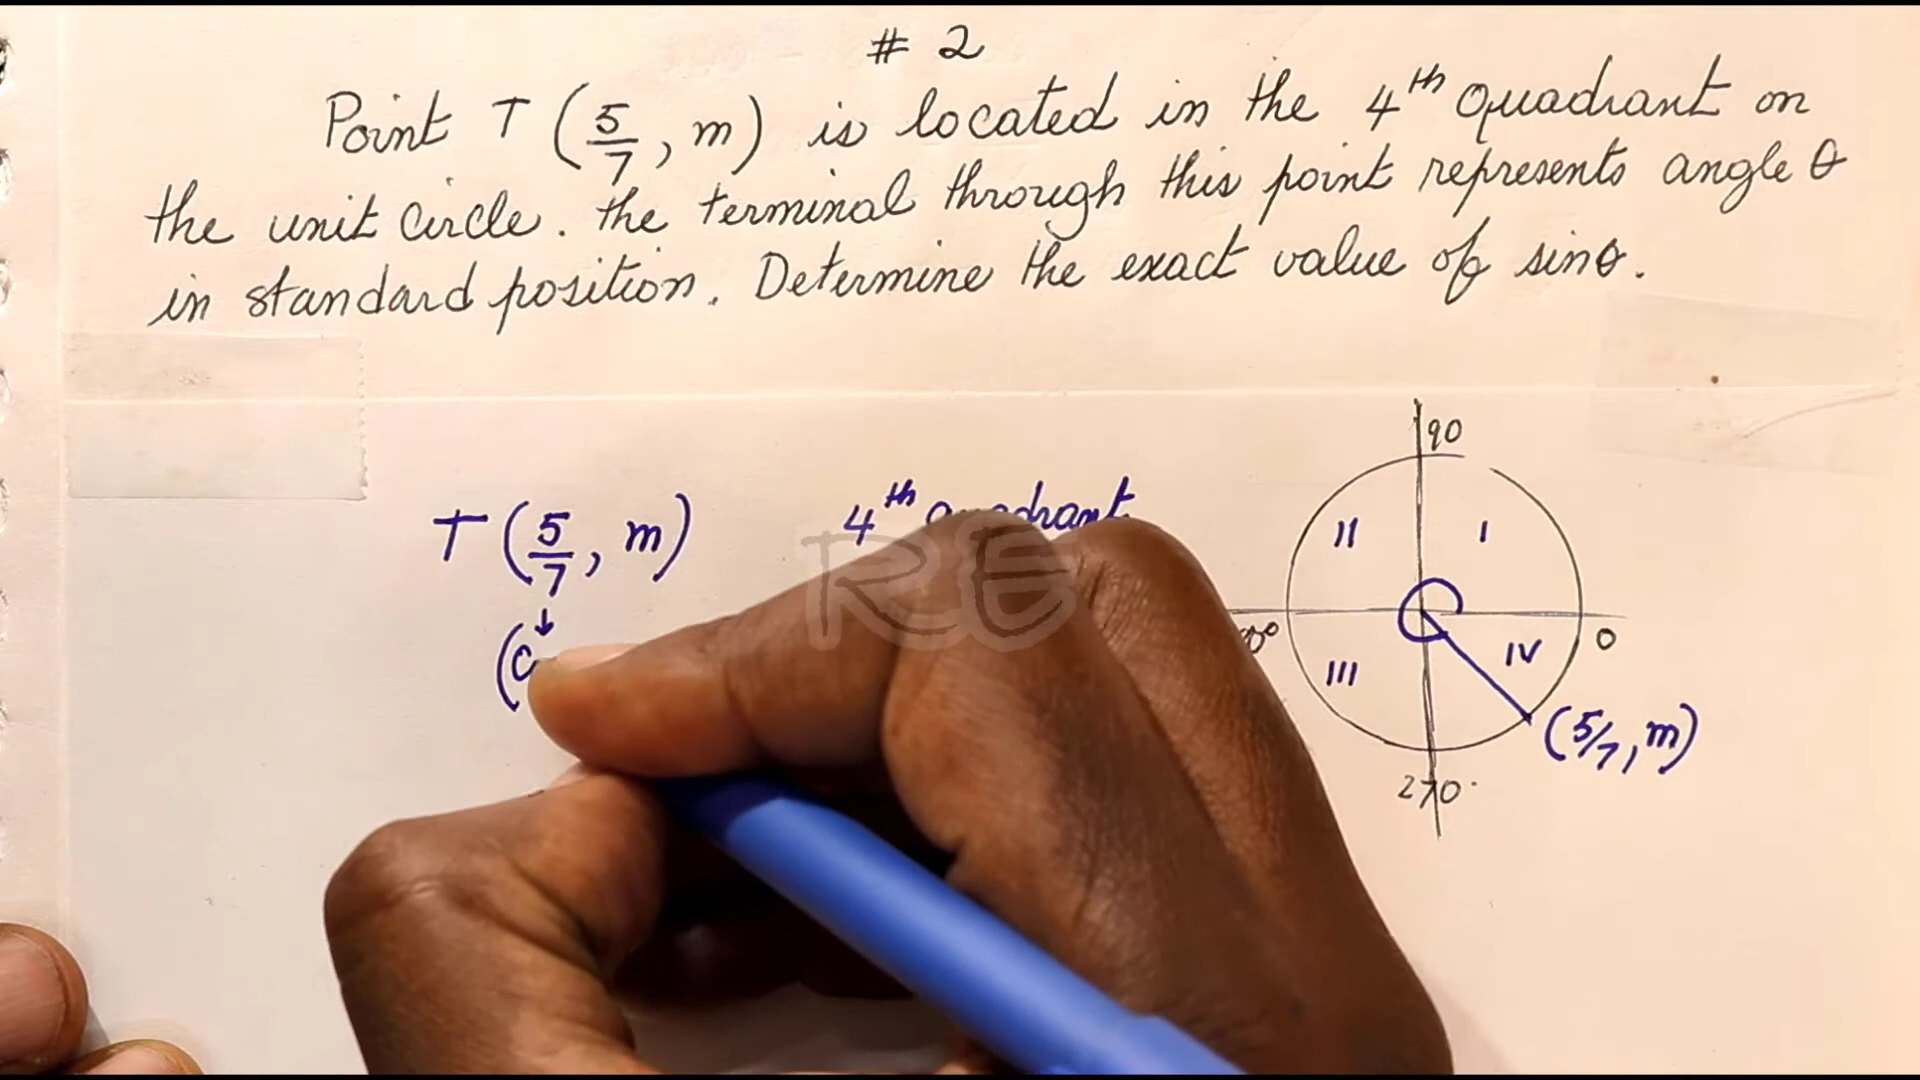 # 2
Point T (5/7, m) is located in the 4th quadrant on
the unit circle. the terminal through this point represents angle θ
in standard position. Determine the exact value of sinθ.
90
T (5/7, m) 4th quadrant
II I
RE
↓
(c
0
III IV
(5/7, m)
270